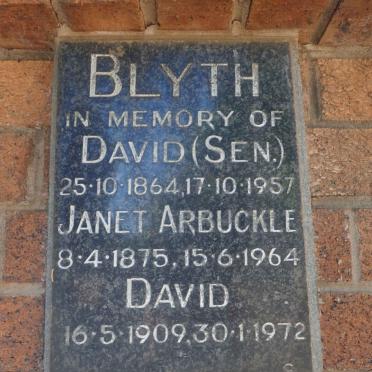 BLYTH
IN MEMORY OF
DAVID (SEN.)
25·10·1864,17·10·1957
JANET ARBUCKLE
8·4·1875,15·6·1964
DAVID
16·5·1909,30·1·1972
S